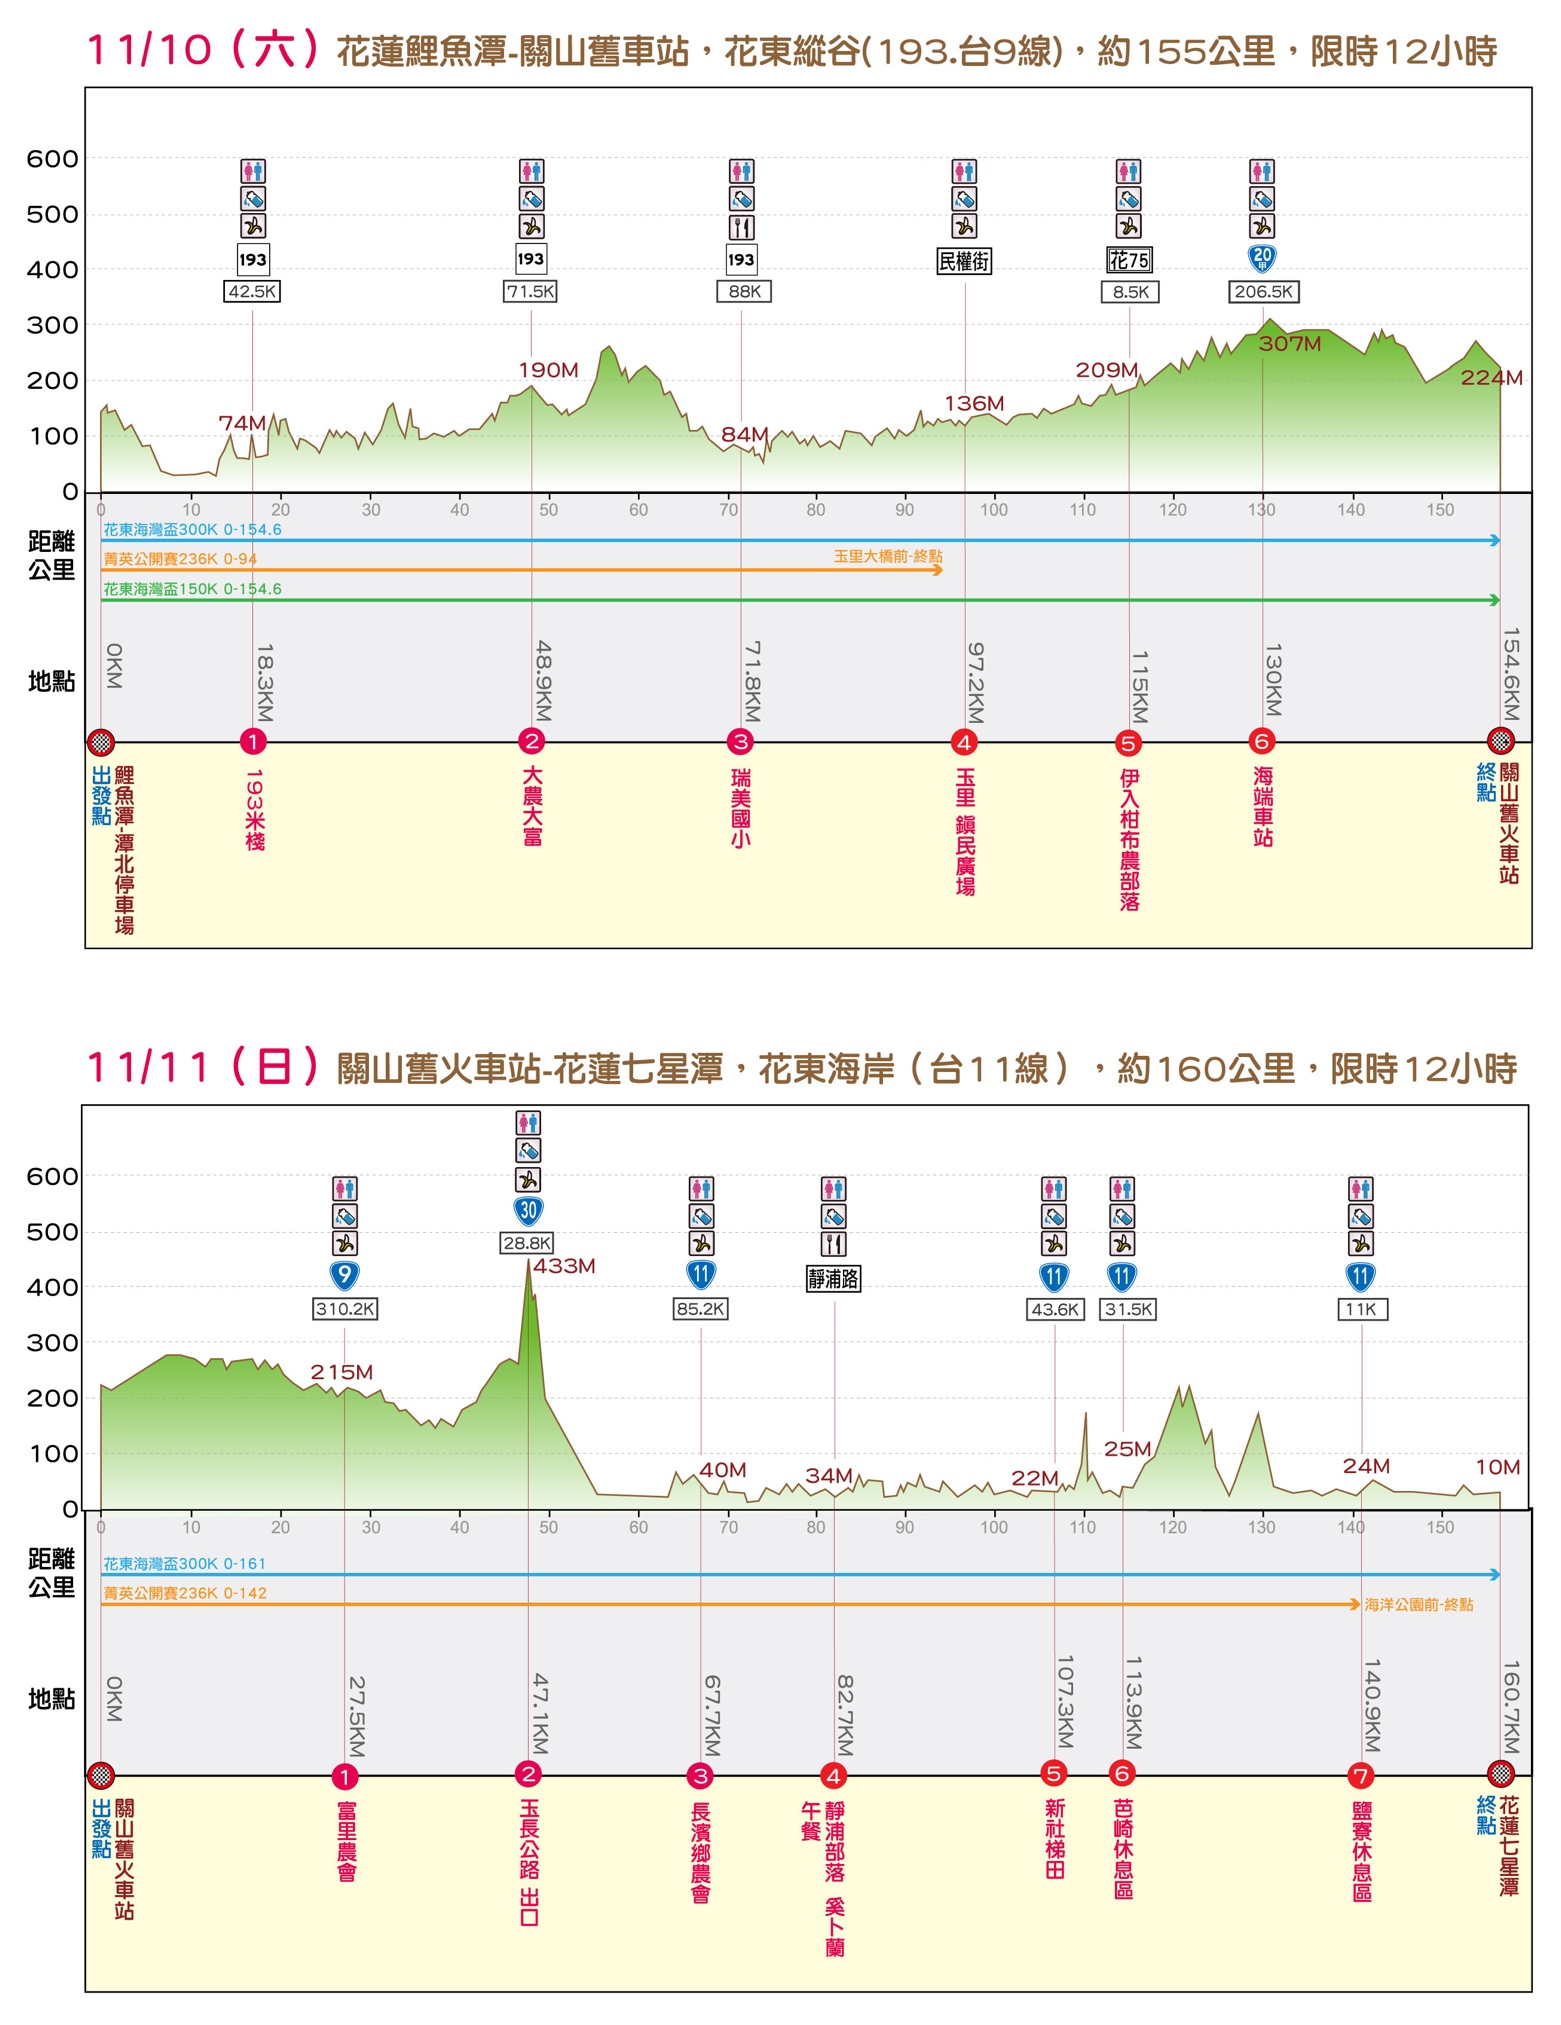 11/10（六）花蓮鯉魚潭-關山舊車站，花東縱谷(193.台9線)，約155公里，限時12小時
600
500
400
300
200
100
0
193
42.5K
74M
193
71.5K
190M
193
88K
84M
民權街
136M
花75
8.5K
209M
20甲
206.5K
307M
224M
0 10 20 30 40 50 60 70 80 90 100 110 120 130 140 150
距離
公里
花東海灣盃300K 0-154.6
菁英公開賽236K 0-94
玉里大橋前-終點
花東海灣盃150K 0-154.6
地點
0KM
18.3KM
48.9KM
71.8KM
97.2KM
115KM
130KM
154.6KM
1
2
3
4
5
6
出發點
鯉魚潭-潭北停車場
193米棧
大農大富
瑞美國小
玉里 鎮民廣場
伊入柑布農部落
海端車站
終點
關山舊火車站
11/11（日）關山舊火車站-花蓮七星潭，花東海岸（台11線），約160公里，限時12小時
600
500
400
300
200
100
0
9
310.2K
215M
30
28.8K
433M
11
85.2K
40M
靜浦路
34M
11
43.6K
22M
11
31.5K
25M
11
11K
24M
10M
0 10 20 30 40 50 60 70 80 90 100 110 120 130 140 150
距離
公里
花東海灣盃300K 0-161
菁英公開賽236K 0-142
海洋公園前-終點
地點
0KM
27.5KM
47.1KM
67.7KM
82.7KM
107.3KM
113.9KM
140.9KM
160.7KM
1
2
3
4
5
6
7
出發點
關山舊火車站
富里農會
玉長公路 出口
長濱鄉農會
午餐
靜浦部落 奚卜蘭
新社梯田
芭崎休息區
鹽寮休息區
終點
花蓮七星潭